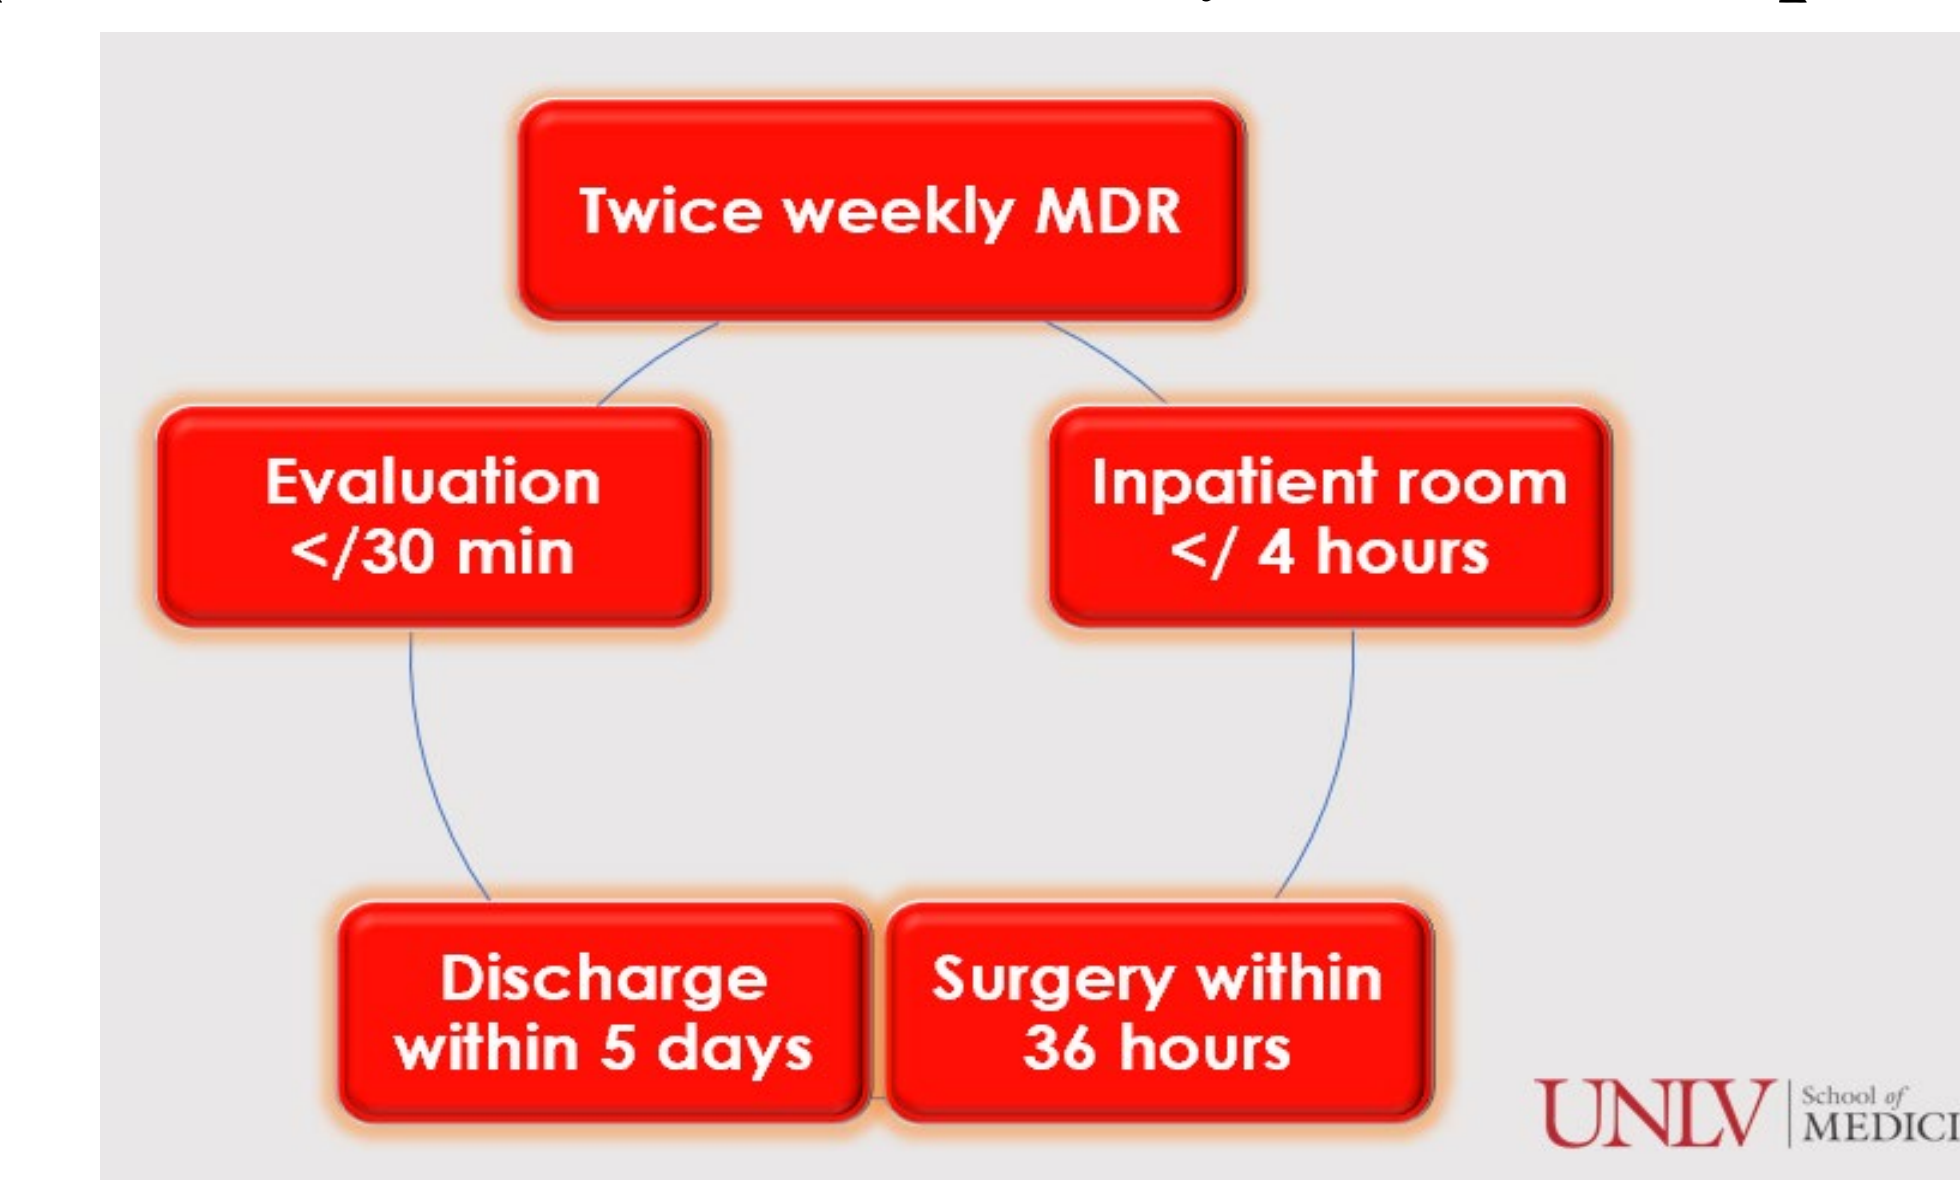 Twice weekly MDR
Evaluation
</30 min
Inpatient room
</ 4 hours
Discharge
within 5 days
Surgery within
36 hours
UNLV
School of
MEDICI